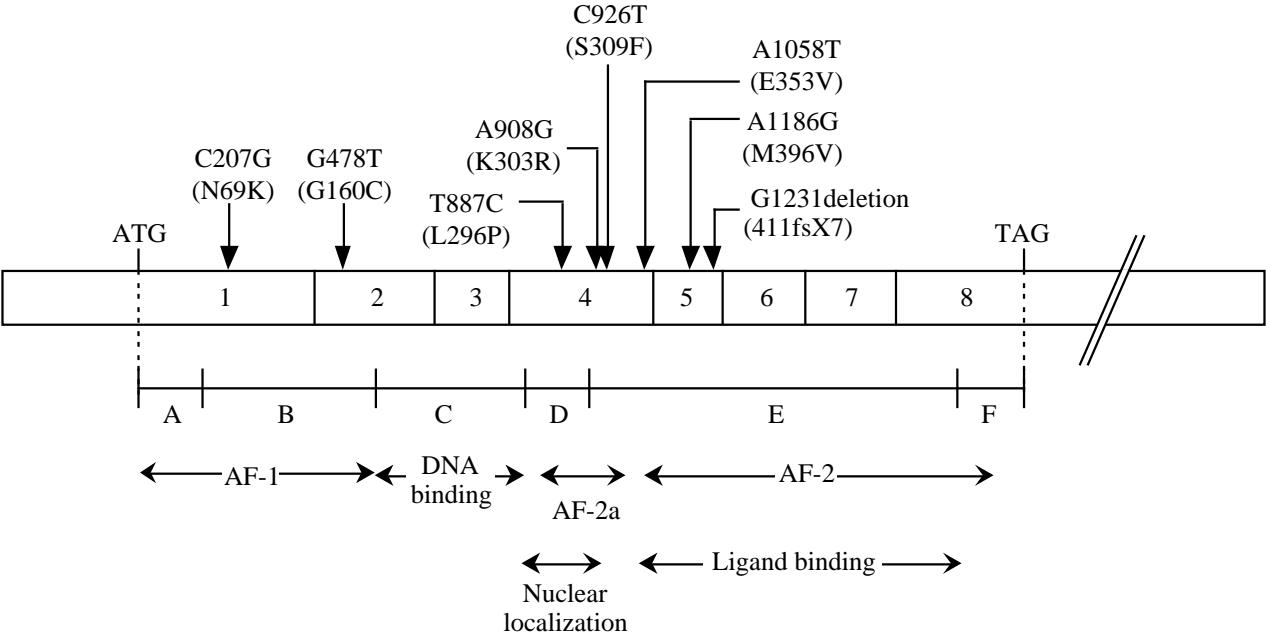 C926T
(S309F)
A1058T
(E353V)
A908G
(K303R)
A1186G
(M396V)
C207G
(N69K)
G478T
(G160C)
T887C
(L296P)
G1231deletion
(411fsX7)
ATG
TAG
1 2 3 4 5 6 7 8
A B C D E F
AF-1
DNA
binding
AF-2a
AF-2
Nuclear
localization
Ligand binding